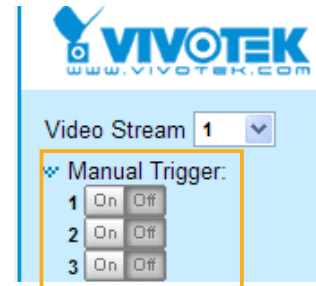 VIVOTEK
www.vivotek.com
Video Stream 1
Manual Trigger:
1 On Off
2 On Off
3 On Off